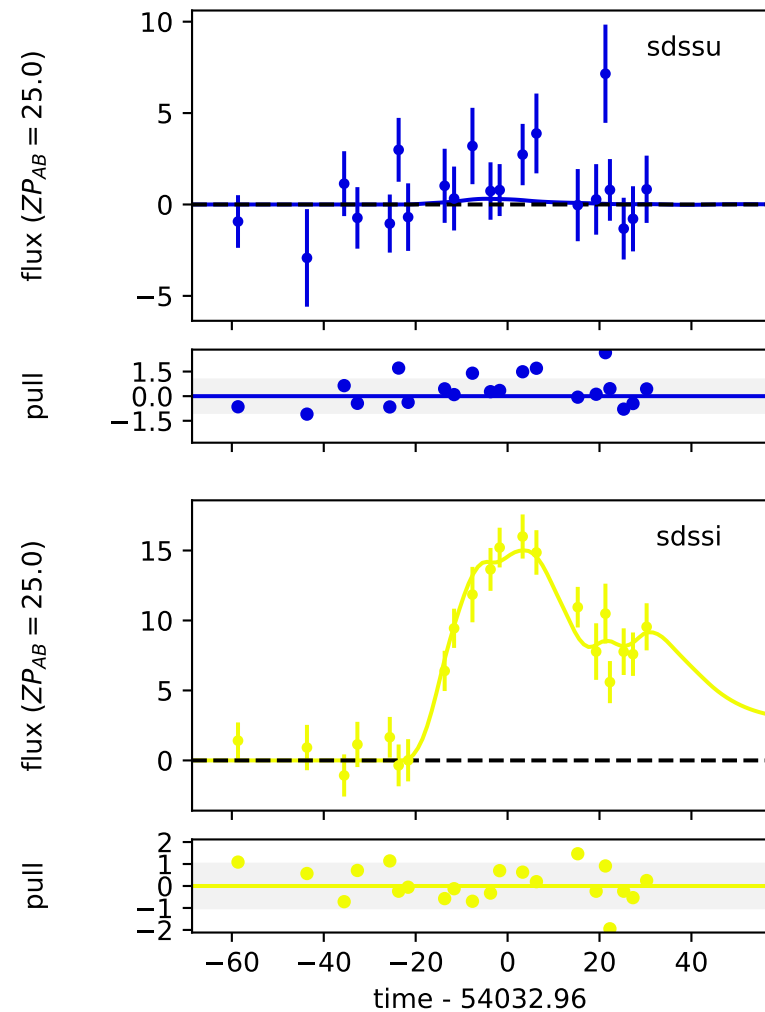 10
sdssu
5
flux (ZP_AB = 25.0)
0
−5
1.5
pull
0.0
−1.5
sdssi
15
flux (ZP_AB = 25.0)
10
5
0
2
1
pull
0
−1
−2
−60 −40 −20 0 20 40
time - 54032.96